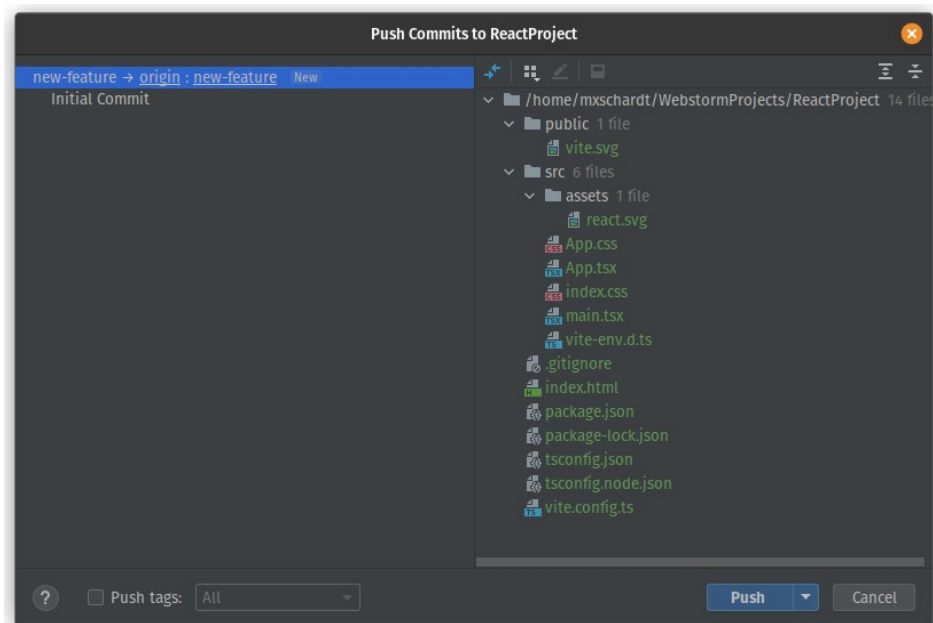 Push Commits to ReactProject
new-feature → origin : new-feature New
Initial Commit
/home/mxschardt/WebstormProjects/ReactProject 14 files
public 1 file
vite.svg
src 6 files
assets 1 file
react.svg
App.css
App.tsx
index.css
main.tsx
vite-env.d.ts
.gitignore
index.html
package.json
package-lock.json
tsconfig.json
tsconfig.node.json
vite.config.ts
? Push tags: All Push Cancel